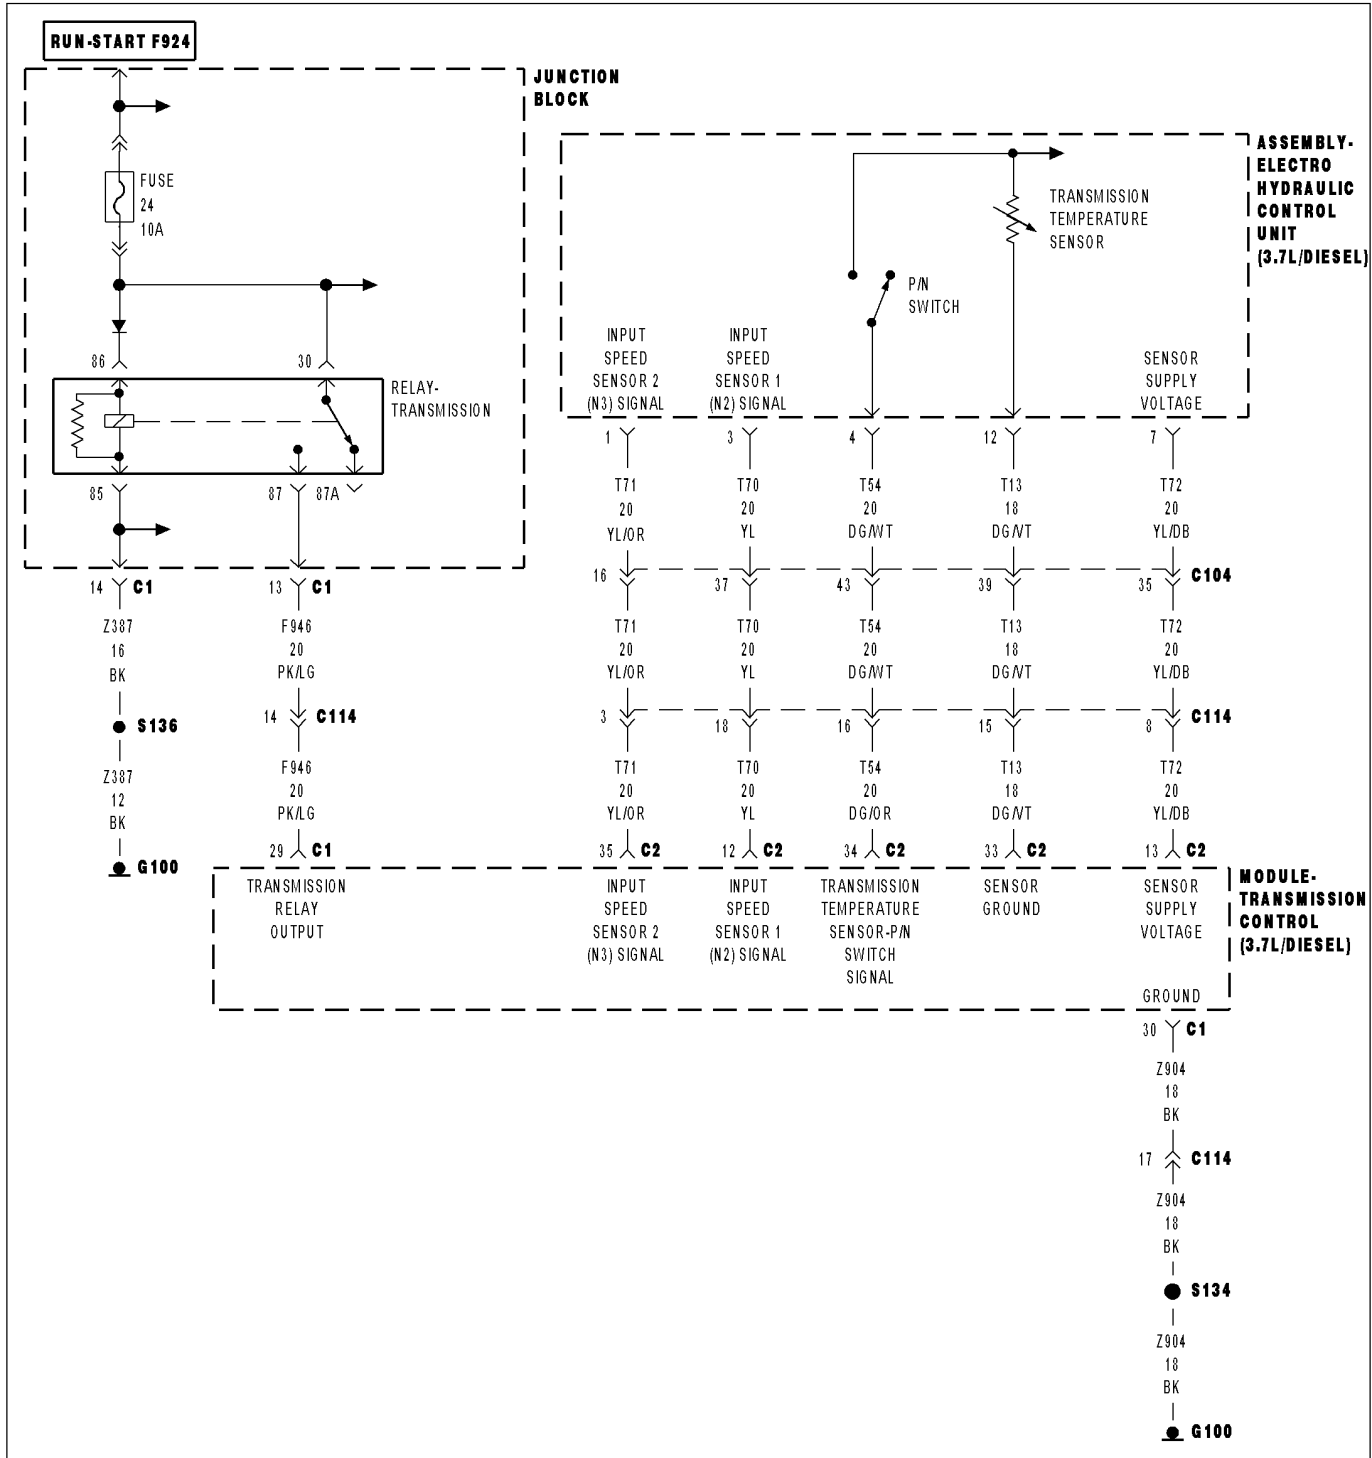 RUN-START F924
JUNCTION
BLOCK
FUSE
24
10A
86
30
RELAY-
TRANSMISSION
85
87
87A
14
C1
13
C1
Z387
16
BK
F946
20
PK/LG
S136
14
C114
Z387
12
BK
F946
20
PK/LG
G100
29
C1
ASSEMBLY-
ELECTRO
HYDRAULIC
CONTROL
UNIT
(3.7L/DIESEL)
TRANSMISSION
TEMPERATURE
SENSOR
P/N
SWITCH
INPUT
SPEED
SENSOR 2
(N3) SIGNAL
INPUT
SPEED
SENSOR 1
(N2) SIGNAL
SENSOR
SUPPLY
VOLTAGE
1
3
4
12
7
T71
20
YL/OR
T70
20
YL
T54
20
DG/WT
T13
18
DG/VT
T72
20
YL/DB
16
37
43
39
35
C104
T71
20
YL/OR
T70
20
YL
T54
20
DG/WT
T13
18
DG/VT
T72
20
YL/DB
3
18
16
15
8
C114
T71
20
YL/OR
T70
20
YL
T54
20
DG/OR
T13
18
DG/VT
T72
20
YL/DB
35
C2
12
C2
34
C2
33
C2
13
C2
TRANSMISSION
RELAY
OUTPUT
INPUT
SPEED
SENSOR 2
(N3) SIGNAL
INPUT
SPEED
SENSOR 1
(N2) SIGNAL
TRANSMISSION
TEMPERATURE
SENSOR-P/N
SWITCH
SIGNAL
SENSOR
GROUND
SENSOR
SUPPLY
VOLTAGE
MODULE-
TRANSMISSION
CONTROL
(3.7L/DIESEL)
GROUND
30
C1
Z904
18
BK
17
C114
Z904
18
BK
S134
Z904
18
BK
G100